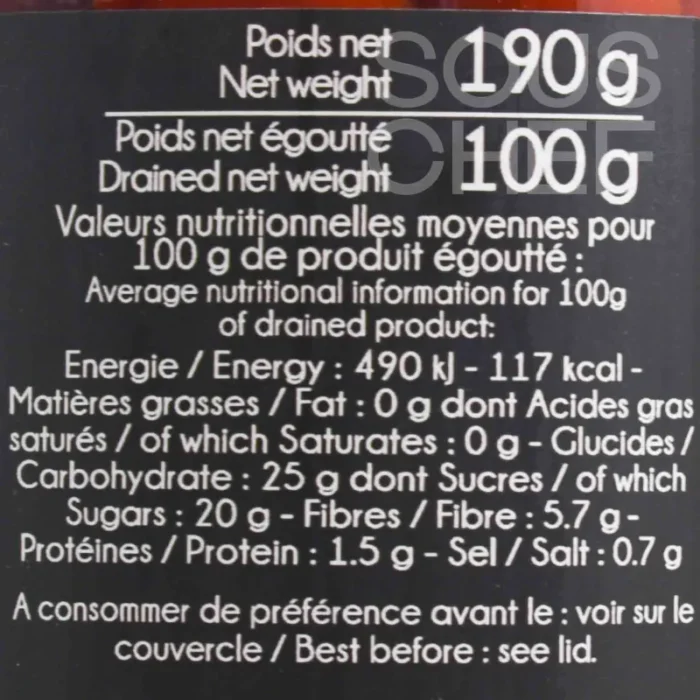 Poids net
Net weight 190 g
Poids net égoutté
Drained net weight 100 g
Valeurs nutritionnelles moyennes pour
100 g de produit égoutté :
Average nutritional information for 100g
of drained product:
Energie / Energy : 490 kJ - 117 kcal -
Matières grasses / Fat : 0 g dont Acides gras
saturés / of which Saturates : 0 g - Glucides /
Carbohydrate : 25 g dont Sucres / of which
Sugars : 20 g - Fibres / Fibre : 5.7 g -
Protéines / Protein : 1.5 g - Sel / Salt : 0.7 g
A consommer de préférence avant le : voir sur le
couvercle / Best before : see lid.
SOUS
CHEF